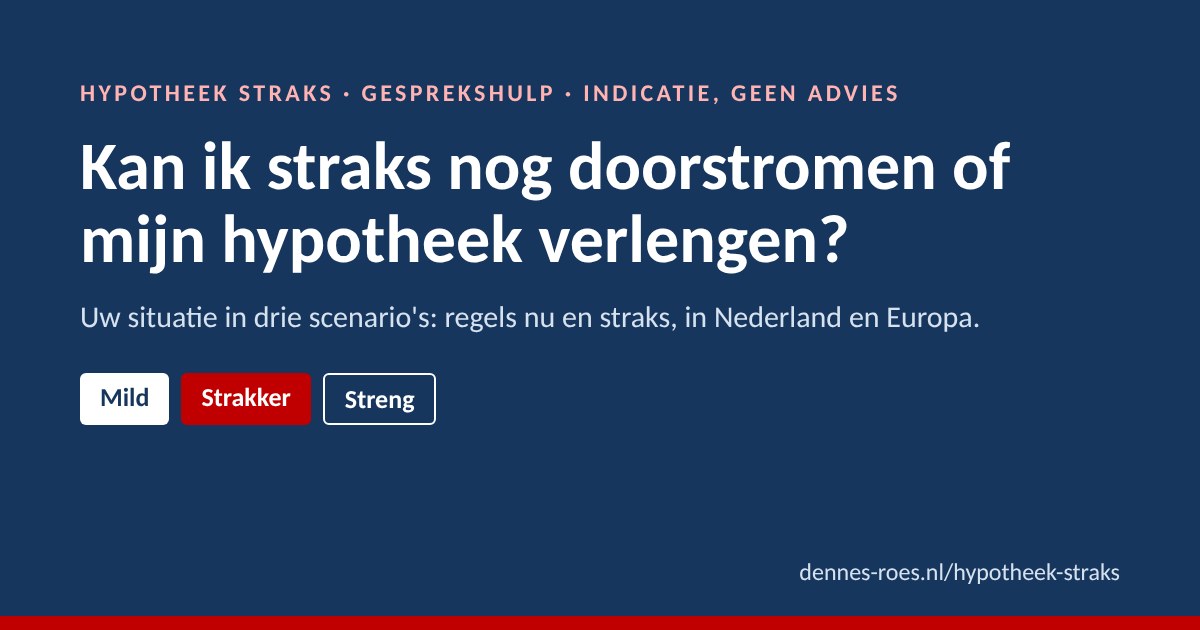 HYPOTHEEK STRAKS · GESPREKSHULP · INDICATIE, GEEN ADVIES
Kan ik straks nog doorstromen of
mijn hypotheek verlengen?
Uw situatie in drie scenario's: regels nu en straks, in Nederland en Europa.
Mild Strakker Streng
dennes-roes.nl/hypotheek-straks